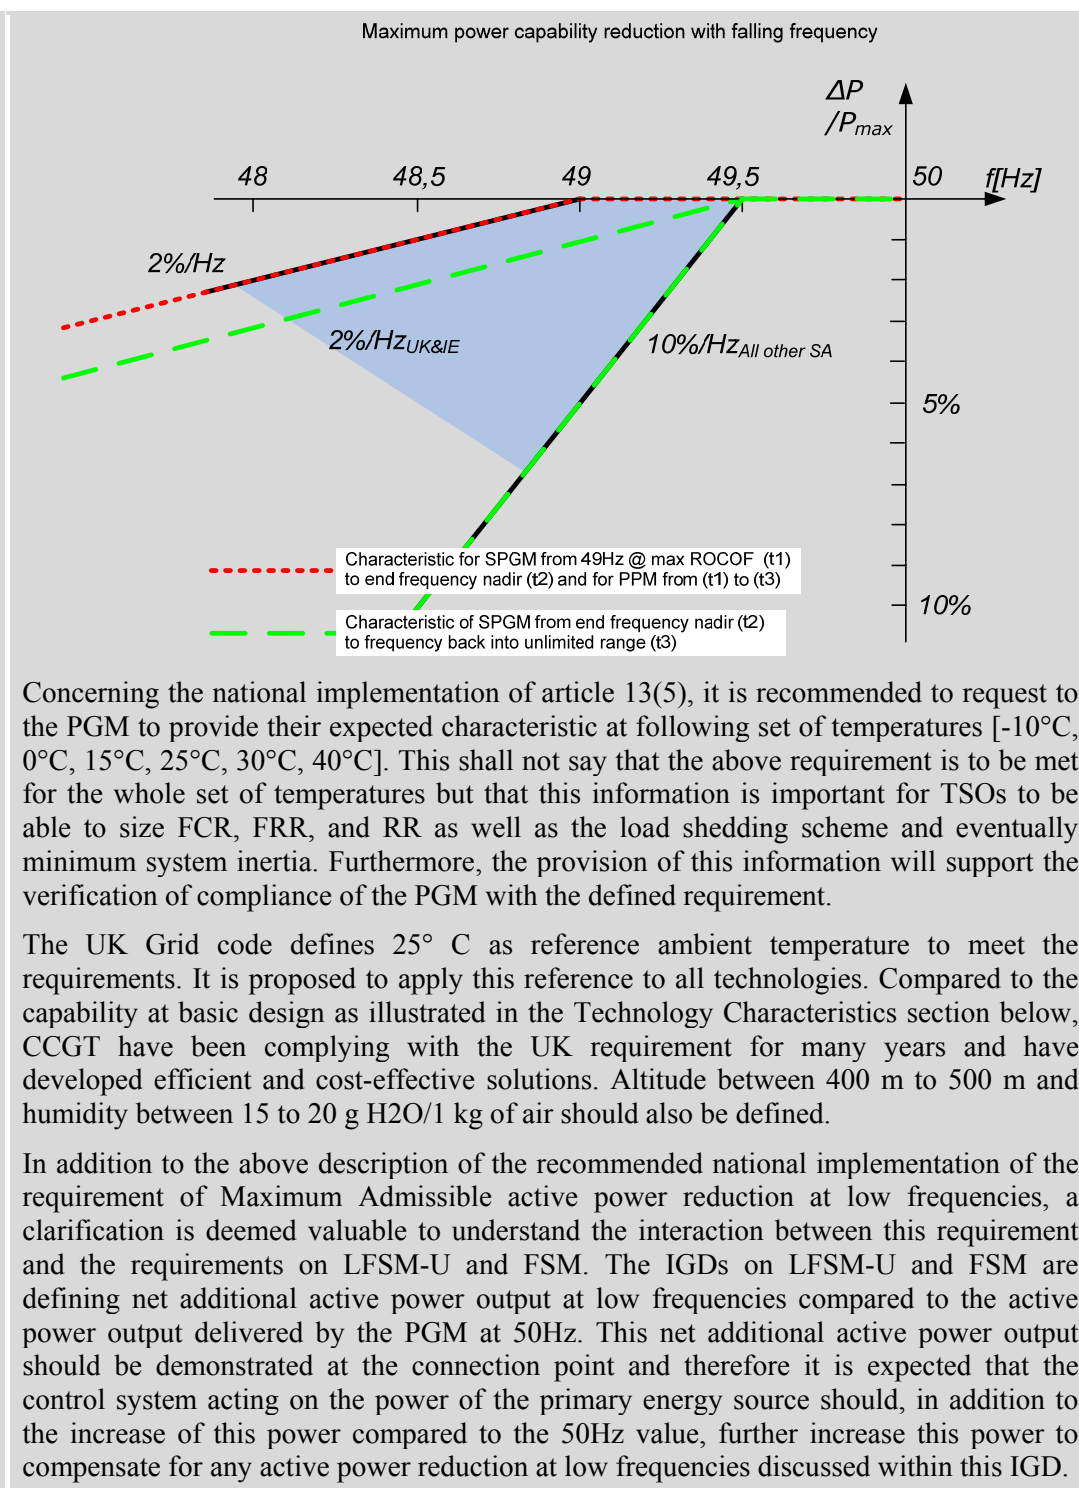 Maximum power capability reduction with falling frequency
ΔP
/Pmax
48 48,5 49 49,5 50 f[Hz]
2%/Hz
2%/HzUK&IE
10%/HzAll other SA
5%
10%
Characteristic for SPGM from 49Hz @ max ROCOF (t1)
to end frequency nadir (t2) and for PPM from (t1) to (t3)
Characteristic of SPGM from end frequency nadir (t2)
to frequency back into unlimited range (t3)
Concerning the national implementation of article 13(5), it is recommended to request to
the PGM to provide their expected characteristic at following set of temperatures [-10°C,
0°C, 15°C, 25°C, 30°C, 40°C]. This shall not say that the above requirement is to be met
for the whole set of temperatures but that this information is important for TSOs to be
able to size FCR, FRR, and RR as well as the load shedding scheme and eventually
minimum system inertia. Furthermore, the provision of this information will support the
verification of compliance of the PGM with the defined requirement.
The UK Grid code defines 25° C as reference ambient temperature to meet the
requirements. It is proposed to apply this reference to all technologies. Compared to the
capability at basic design as illustrated in the Technology Characteristics section below,
CCGT have been complying with the UK requirement for many years and have
developed efficient and cost-effective solutions. Altitude between 400 m to 500 m and
humidity between 15 to 20 g H2O/1 kg of air should also be defined.
In addition to the above description of the recommended national implementation of the
requirement of Maximum Admissible active power reduction at low frequencies, a
clarification is deemed valuable to understand the interaction between this requirement
and the requirements on LFSM-U and FSM. The IGDs on LFSM-U and FSM are
defining net additional active power output at low frequencies compared to the active
power output delivered by the PGM at 50Hz. This net additional active power output
should be demonstrated at the connection point and therefore it is expected that the
control system acting on the power of the primary energy source should, in addition to
the increase of this power compared to the 50Hz value, further increase this power to
compensate for any active power reduction at low frequencies discussed within this IGD.